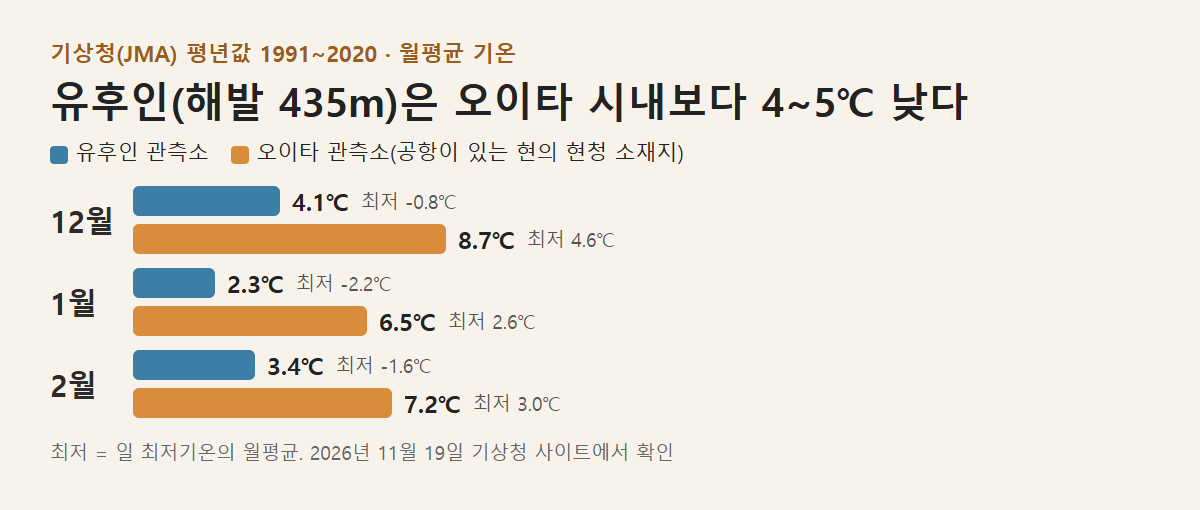 기상청(JMA) 평년값 1991~2020 · 월평균 기온
유후인(해발 435m)은 오이타 시내보다 4~5℃ 낮다
유후인 관측소 오이타 관측소(공항이 있는 현의 현청 소재지)
12월
4.1℃ 최저 -0.8℃
8.7℃ 최저 4.6℃
1월
2.3℃ 최저 -2.2℃
6.5℃ 최저 2.6℃
2월
3.4℃ 최저 -1.6℃
7.2℃ 최저 3.0℃
최저 = 일 최저기온의 월평균. 2026년 11월 19일 기상청 사이트에서 확인